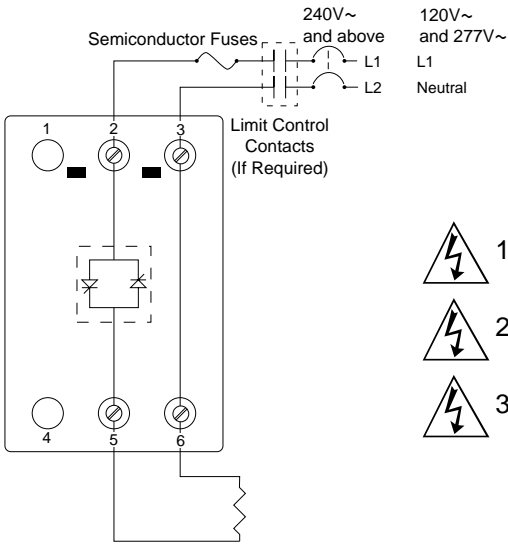 240V~
and above
120V~
and 277V~
Semiconductor Fuses
L1
L1
L2
Neutral
Limit Control
Contacts
(If Required)
1
2
3
4
5
6
1
2
3